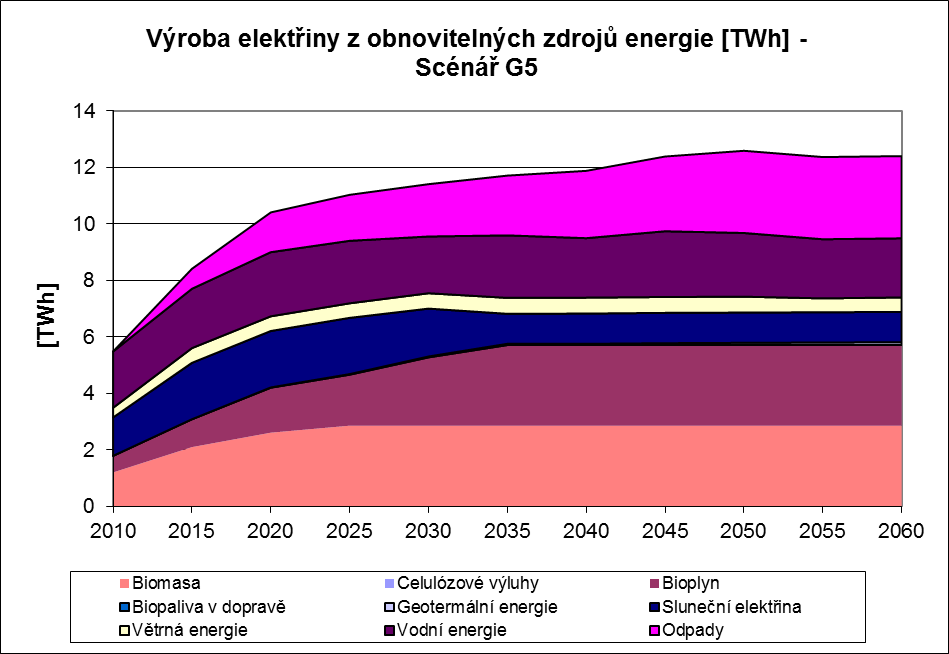 Výroba elektřiny z obnovitelných zdrojů energie [TWh] -
Scénář G5
[TWh]
14
12
10
8
6
4
2
0
2010 2015 2020 2025 2030 2035 2040 2045 2050 2055 2060
Biomasa Celulózové výluhy Bioplyn
Biopaliva v dopravě Geotermální energie Sluneční elektřina
Větrná energie Vodní energie Odpady